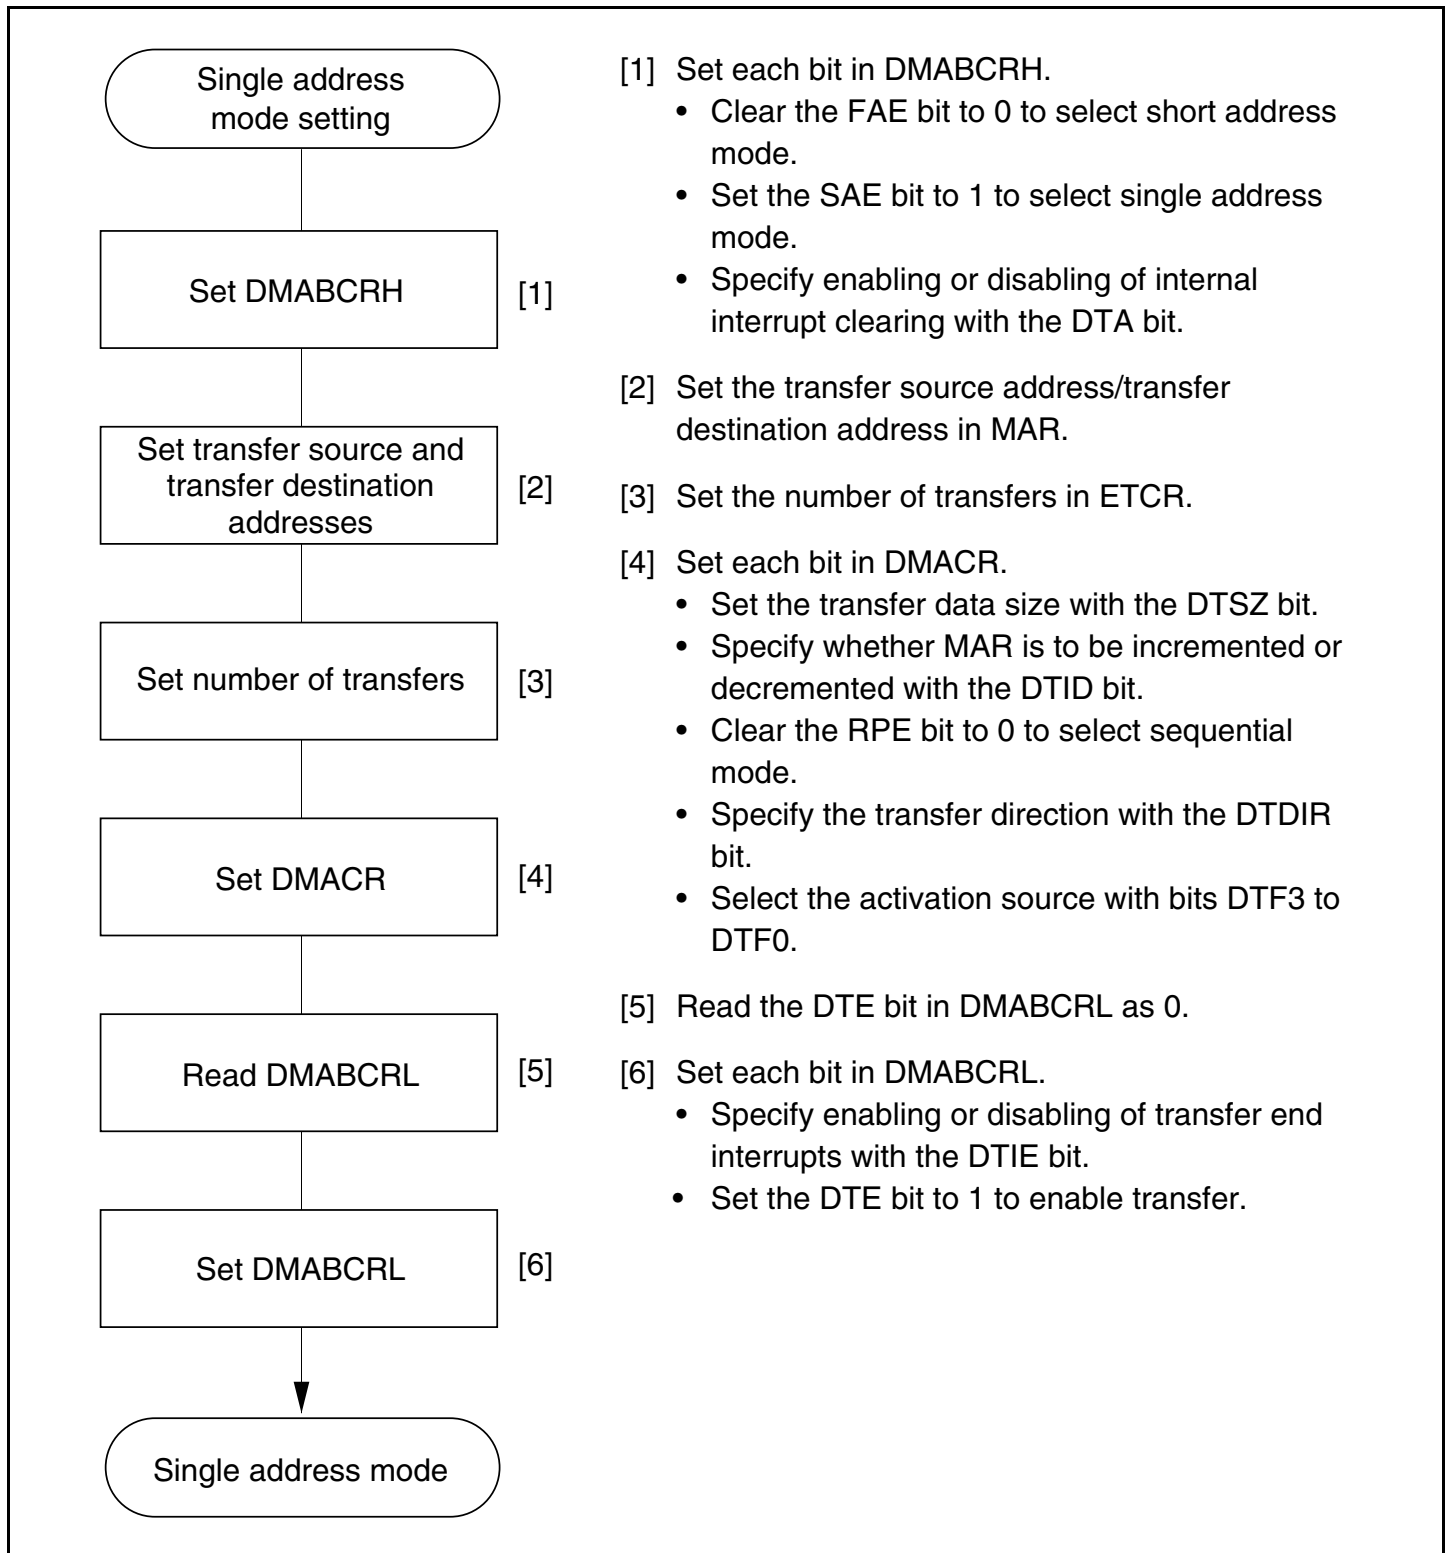 Single address
mode setting
Set DMABCRH
[1]
Set transfer source and
transfer destination
addresses
[2]
Set number of transfers
[3]
Set DMACR
[4]
Read DMABCRL
[5]
Set DMABCRL
[6]
Single address mode
[1] Set each bit in DMABCRH.
• Clear the FAE bit to 0 to select short address
mode.
• Set the SAE bit to 1 to select single address
mode.
• Specify enabling or disabling of internal
interrupt clearing with the DTA bit.
[2] Set the transfer source address/transfer
destination address in MAR.
[3] Set the number of transfers in ETCR.
[4] Set each bit in DMACR.
• Set the transfer data size with the DTSZ bit.
• Specify whether MAR is to be incremented or
decremented with the DTID bit.
• Clear the RPE bit to 0 to select sequential
mode.
• Specify the transfer direction with the DTDIR
bit.
• Select the activation source with bits DTF3 to
DTF0.
[5] Read the DTE bit in DMABCRL as 0.
[6] Set each bit in DMABCRL.
• Specify enabling or disabling of transfer end
interrupts with the DTIE bit.
• Set the DTE bit to 1 to enable transfer.